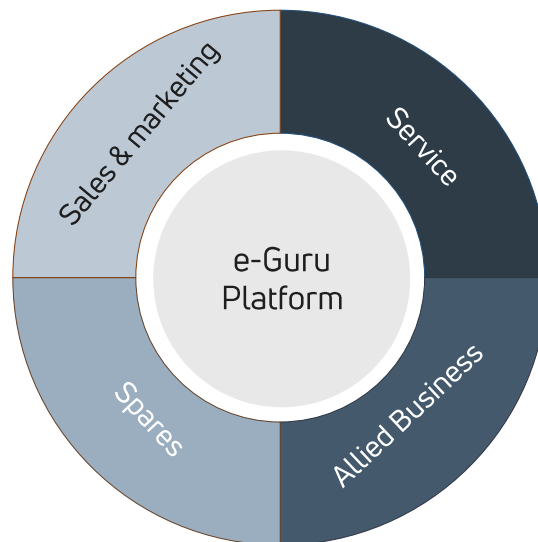 Sales & marketing
Service
e-Guru
Platform
Spares
Allied Business